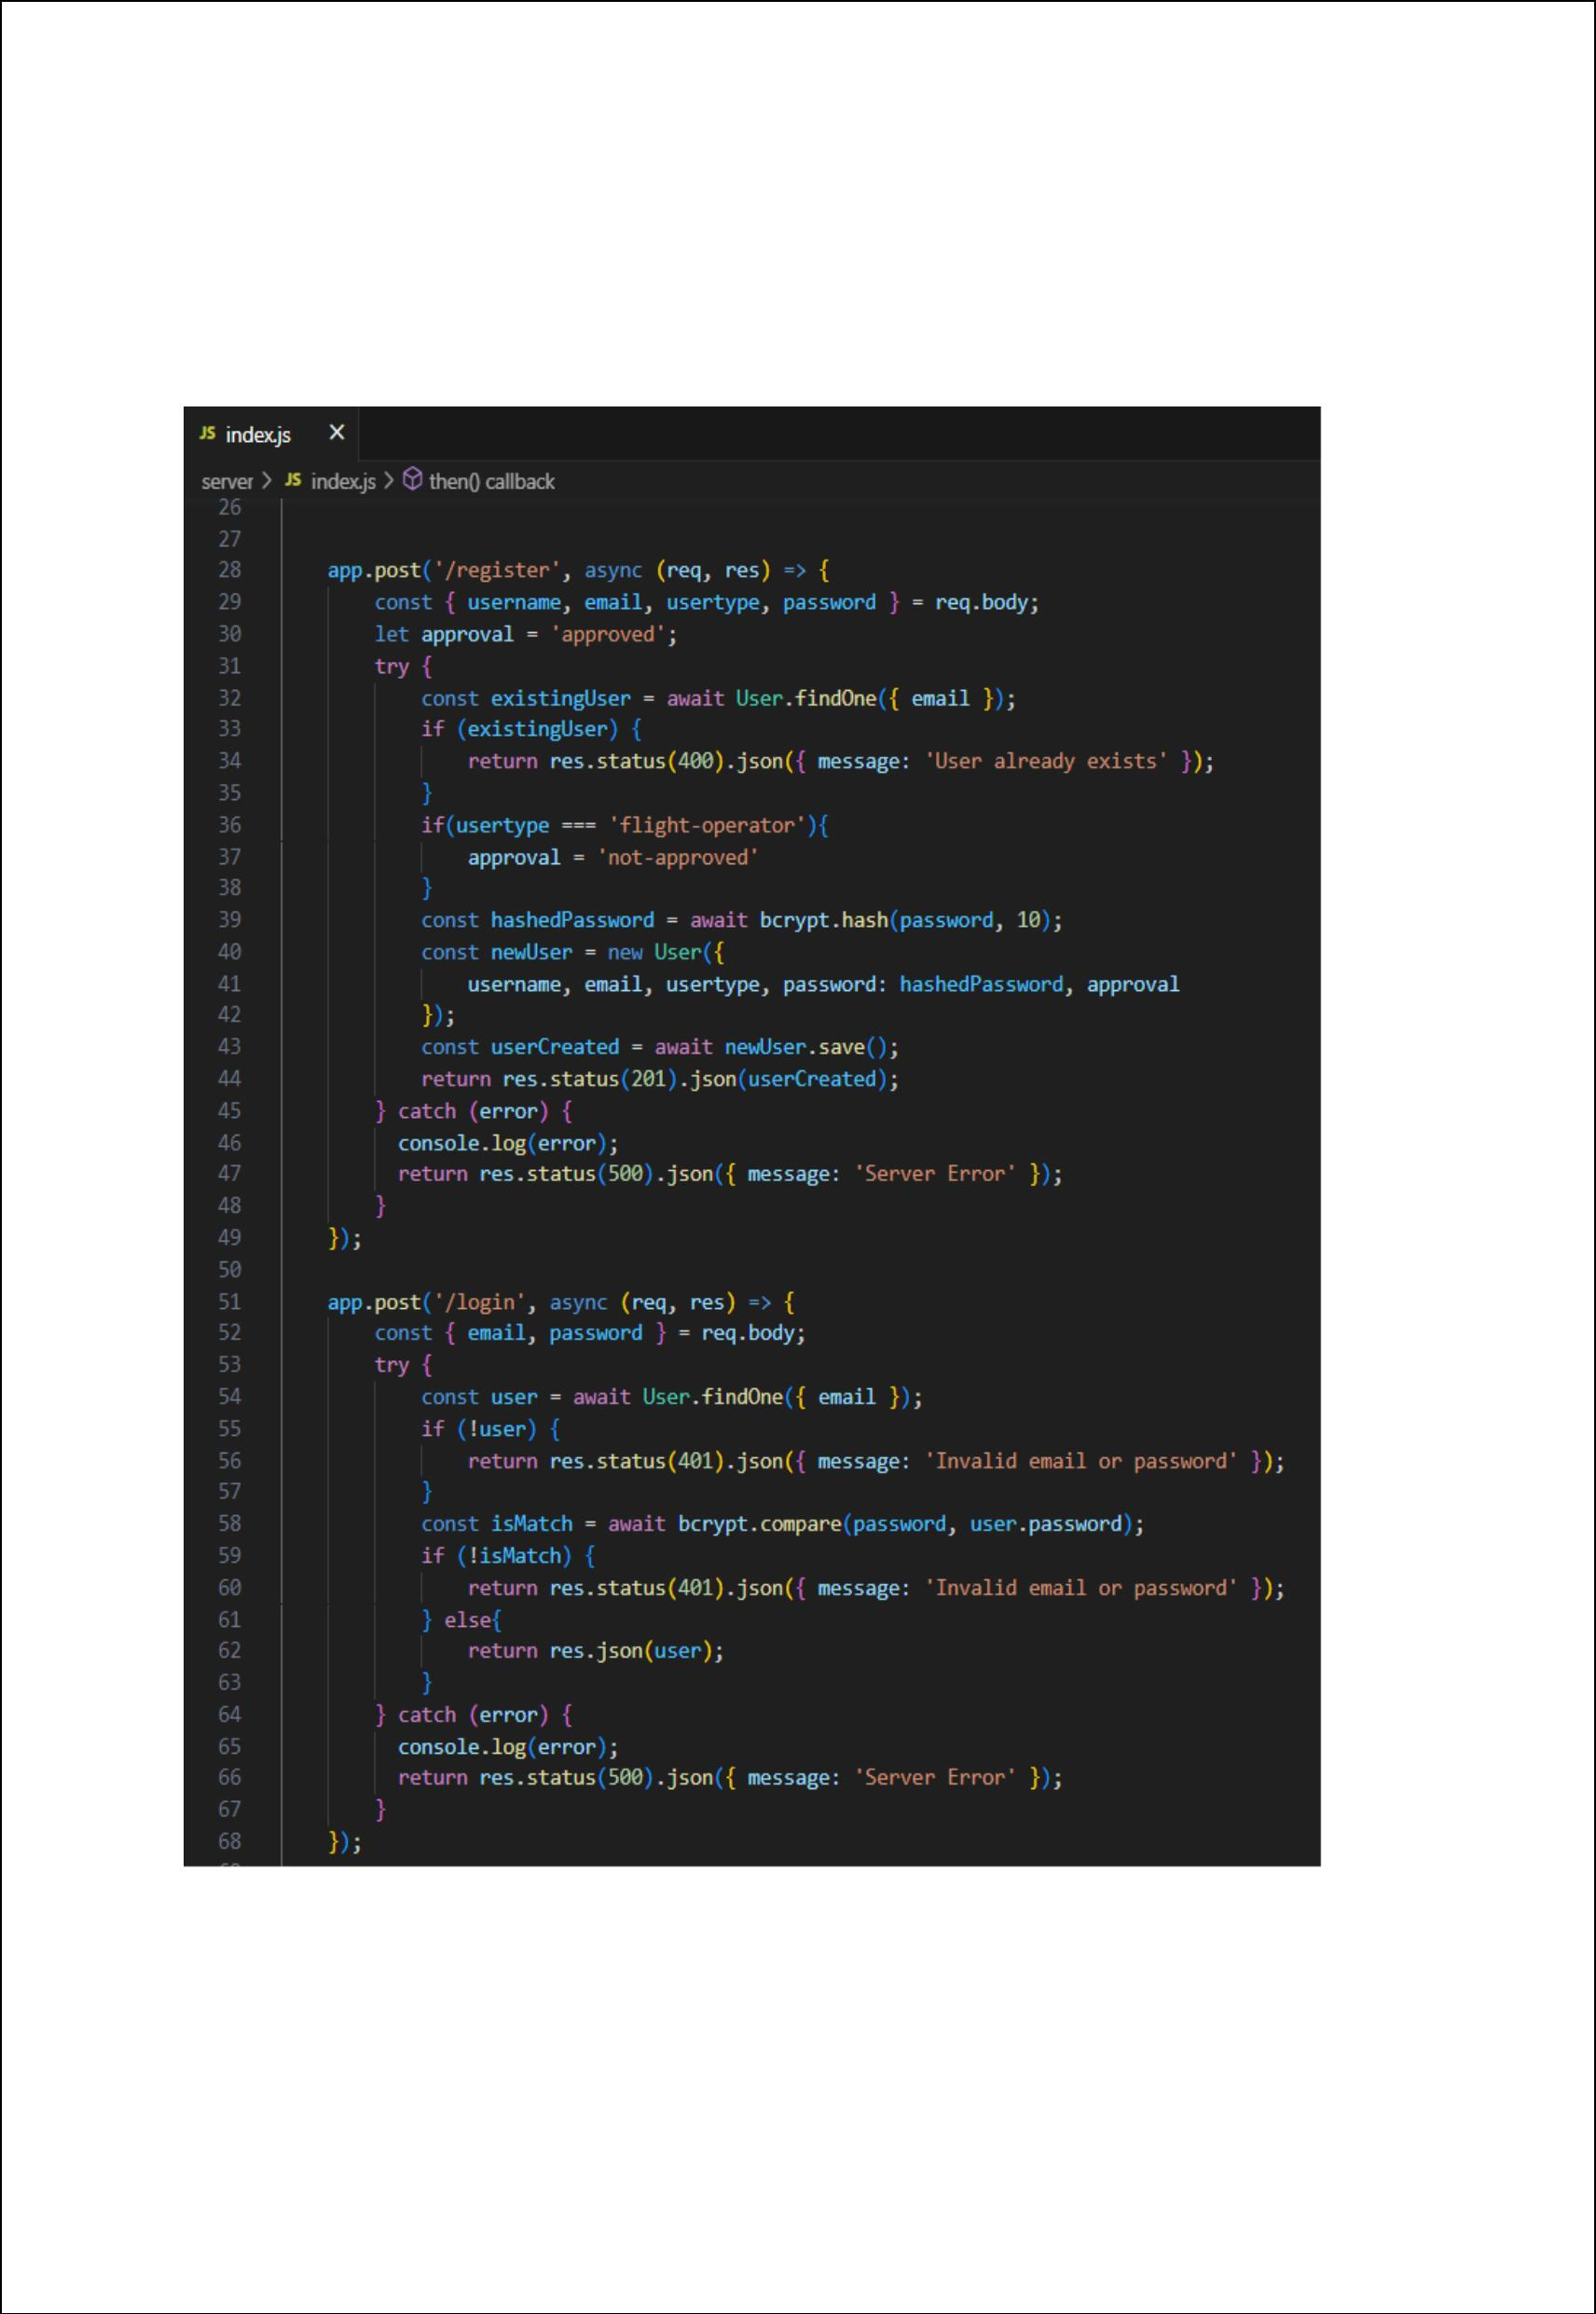 JS index.js X
server > JS index.js > then() callback
26
27
28 app.post('/register', async (req, res) => {
29 const { username, email, usertype, password } = req.body;
30 let approval = 'approved';
31 try {
32 const existingUser = await User.findOne({ email });
33 if (existingUser) {
34 return res.status(400).json({ message: 'User already exists' });
35 }
36 if(usertype === 'flight-operator'){
37 approval = 'not-approved'
38 }
39 const hashedPassword = await bcrypt.hash(password, 10);
40 const newUser = new User({
41 username, email, usertype, password: hashedPassword, approval
42 });
43 const userCreated = await newUser.save();
44 return res.status(201).json(userCreated);
45 } catch (error) {
46 console.log(error);
47 return res.status(500).json({ message: 'Server Error' });
48 }
49 });
50
51 app.post('/login', async (req, res) => {
52 const { email, password } = req.body;
53 try {
54 const user = await User.findOne({ email });
55 if (!user) {
56 return res.status(401).json({ message: 'Invalid email or password' });
57 }
58 const isMatch = await bcrypt.compare(password, user.password);
59 if (!isMatch) {
60 return res.status(401).json({ message: 'Invalid email or password' });
61 } else{
62 return res.json(user);
63 }
64 } catch (error) {
65 console.log(error);
66 return res.status(500).json({ message: 'Server Error' });
67 }
68 });